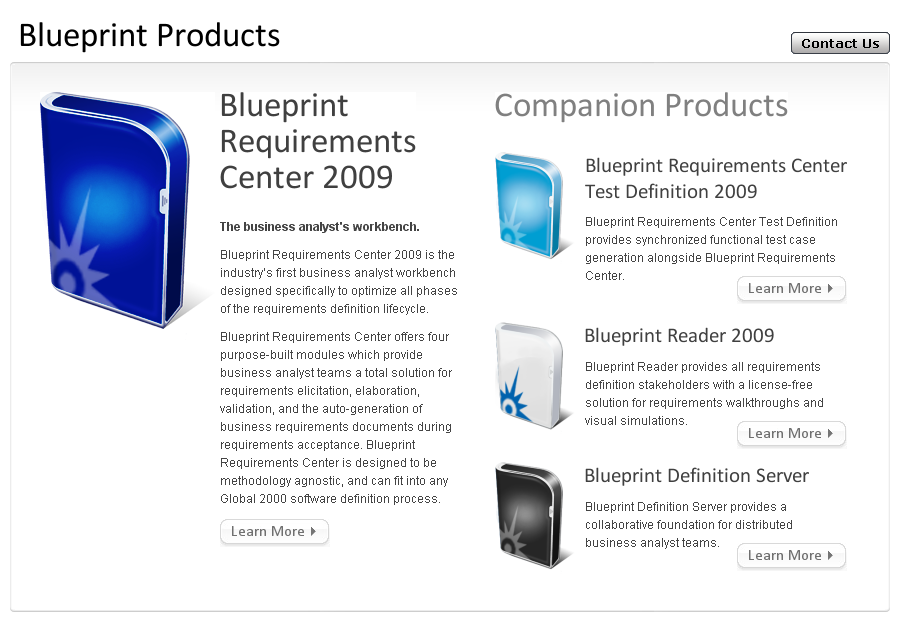 Blueprint Products
Contact Us
Blueprint
Requirements
Center 2009
The business analyst's workbench.
Blueprint Requirements Center 2009 is the
industry's first business analyst workbench
designed specifically to optimize all phases
of the requirements definition lifecycle.
Blueprint Requirements Center offers four
purpose-built modules which provide
business analyst teams a total solution for
requirements elicitation, elaboration,
validation, and the auto-generation of
business requirements documents during
requirements acceptance. Blueprint
Requirements Center is designed to be
methodology agnostic, and can fit into any
Global 2000 software definition process.
Learn More
Companion Products
Blueprint Requirements Center
Test Definition 2009
Blueprint Requirements Center Test Definition
provides synchronized functional test case
generation alongside Blueprint Requirements
Center.
Learn More
Blueprint Reader 2009
Blueprint Reader provides all requirements
definition stakeholders with a license-free
solution for requirements walkthroughs and
visual simulations.
Learn More
Blueprint Definition Server
Blueprint Definition Server provides a
collaborative foundation for distributed
business analyst teams.
Learn More